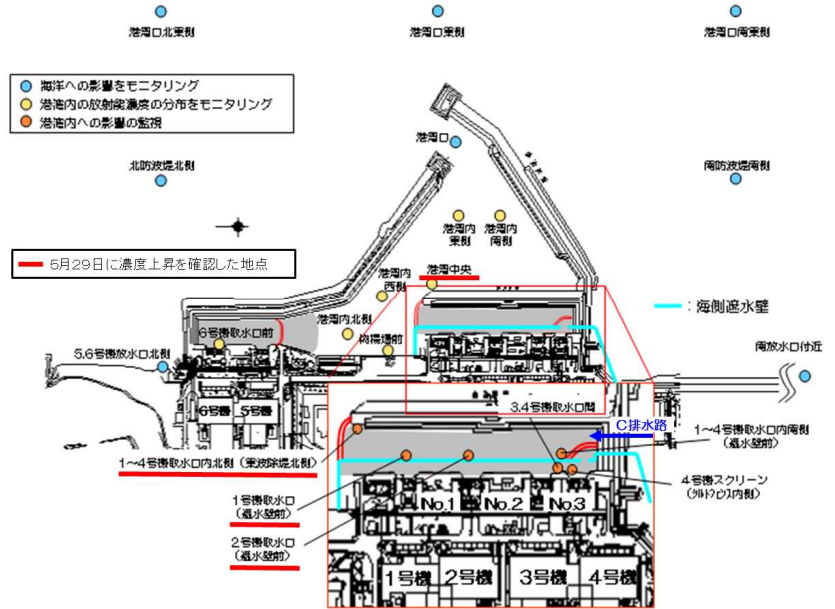 港湾口北東側
港湾口東側
港湾口南東側
海洋への影響をモニタリング
港湾内の放射能濃度の分布をモニタリング
港湾内への影響の監視
港湾口
北防波堤北側
南防波堤南側
港湾内
東側
港湾内
南側
5月29日に濃度上昇を確認した地点
港湾中央
港湾内
西側
:海側遮水壁
港湾内北側
6号機取水口前
物揚場前
5,6号機放水口北側
南放水口付近
6号機
5号機
3,4号機取水口間
C排水路
1～4号機取水口内南側
(遮水壁前)
1～4号機取水口内北側(東波除堤北側)
4号機スクリーン
(シルトフェンス内側)
1号機取水口
(遮水壁前)
No.1
No.2
No.3
2号機取水口
(遮水壁前)
1号機
2号機
3号機
4号機